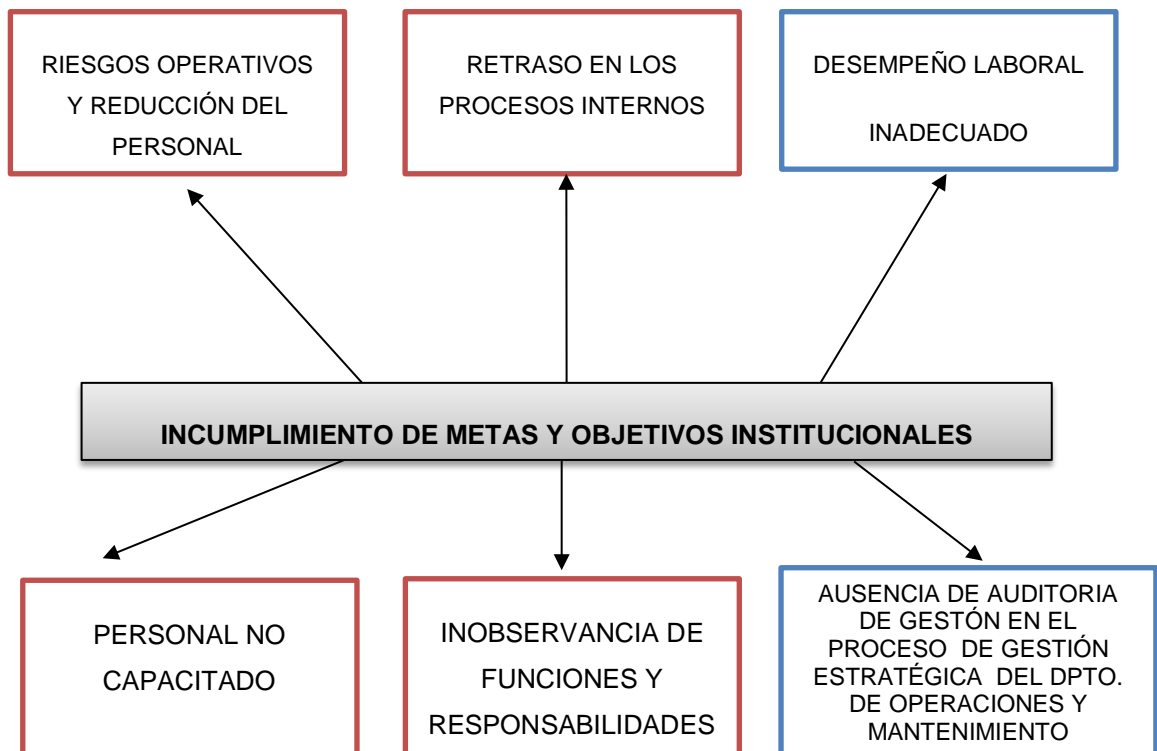 RIESGOS OPERATIVOS
Y REDUCCIÓN DEL
PERSONAL
RETRASO EN LOS
PROCESOS INTERNOS
DESEMPEÑO LABORAL
INADECUADO
INCUMPLIMIENTO DE METAS Y OBJETIVOS INSTITUCIONALES
PERSONAL NO
CAPACITADO
INOBSERVANCIA DE
FUNCIONES Y
RESPONSABILIDADES
AUSENCIA DE AUDITORIA
DE GESTIÓN EN EL
PROCESO DE GESTIÓN
ESTRATÉGICA DEL DPTO.
DE OPERACIONES Y
MANTENIMIENTO